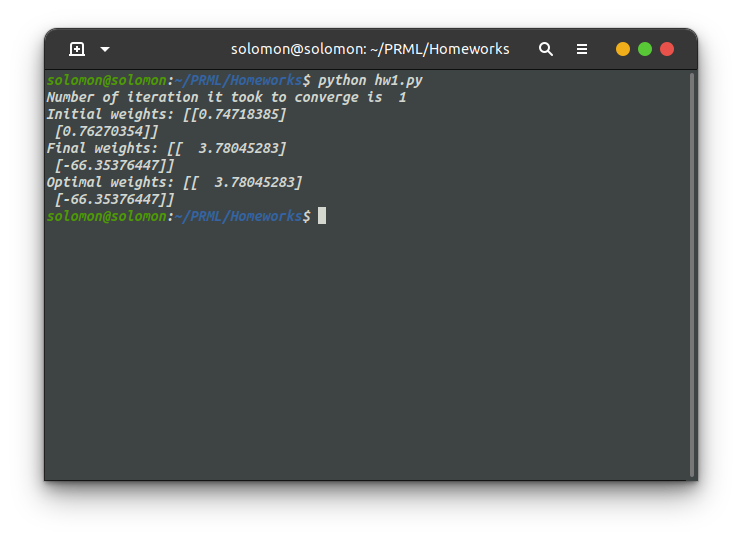 solomon@solomon: ~/PRML/Homeworks
solomon@solomon:~/PRML/Homeworks$ python hw1.py
Number of iteration it took to converge is  1
Initial weights: [[0.74718385]
 [0.76270354]]
Final weights: [[  3.78045283]
 [-66.35376447]]
Optimal weights: [[  3.78045283]
 [-66.35376447]]
solomon@solomon:~/PRML/Homeworks$